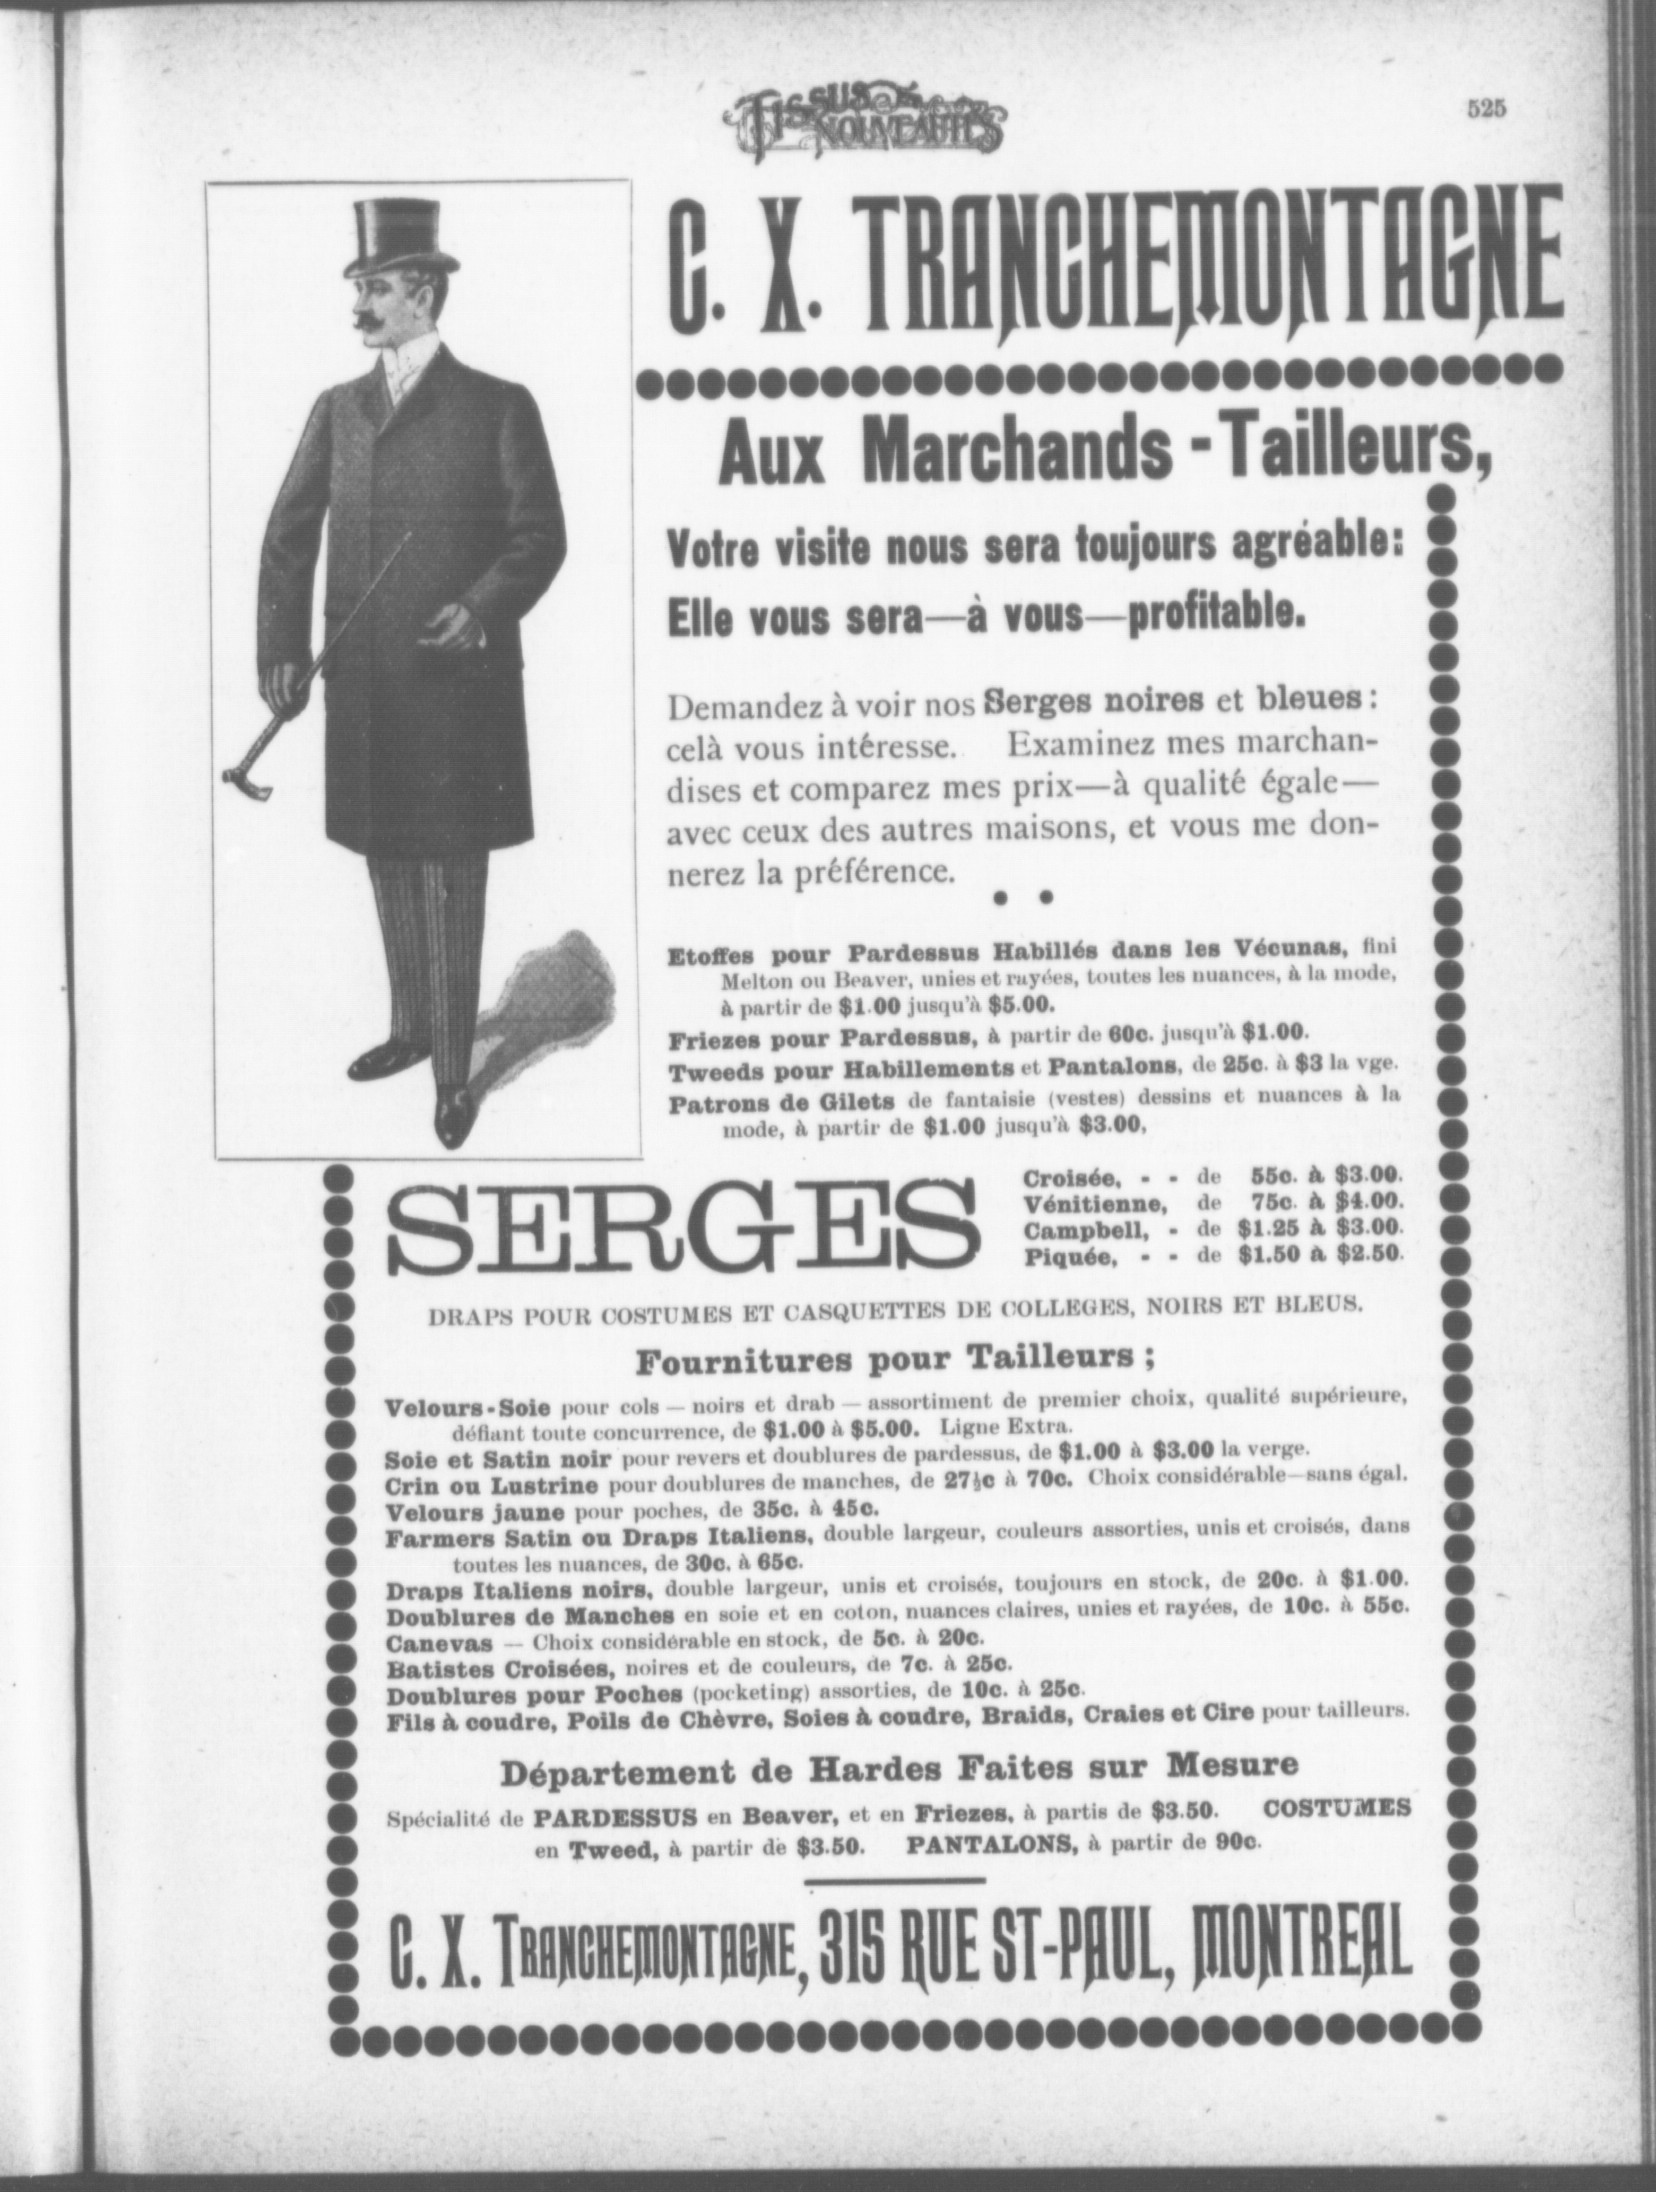 TISSUS
NOUVEAUTÉS
525
C. X. TRANCHEMONTAGNE
Aux Marchands-Tailleurs,
Votre visite nous sera toujours agréable:
Elle vous sera—à vous—profitable.
Demandez à voir nos Serges noires et bleues:
celà vous intéresse. Examinez mes marchan-
dises et comparez mes prix—à qualité égale—
avec ceux des autres maisons, et vous me don-
nerez la préférence.
Etoffes pour Pardessus Habillés dans les Vécunas, fini
Melton ou Beaver, unies et rayées, toutes les nuances, à la mode,
à partir de $1.00 jusqu'à $5.00.
Friezes pour Pardessus, à partir de 60c. jusqu'à $1.00.
Tweeds pour Habillements et Pantalons, de 25c. à $3 la vge.
Patrons de Gilets de fantaisie (vestes) dessins et nuances à la
mode, à partir de $1.00 jusqu'à $3.00,
SERGES
Croisée, - - de 55c. à $3.00.
Vénitienne, de 75c. à $4.00.
Campbell, - de $1.25 à $3.00.
Piquée, - - de $1.50 à $2.50.
DRAPS POUR COSTUMES ET CASQUETTES DE COLLEGES, NOIRS ET BLEUS.
Fournitures pour Tailleurs;
Velours-Soie pour cols — noirs et drab — assortiment de premier choix, qualité supérieure,
défiant toute concurrence, de $1.00 à $5.00. Ligne Extra.
Soie et Satin noir pour revers et doublures de pardessus, de $1.00 à $3.00 la verge.
Crin ou Lustrine pour doublures de manches, de 27½c à 70c. Choix considérable—sans égal.
Velours jaune pour poches, de 35c. à 45c.
Farmers Satin ou Draps Italiens, double largeur, couleurs assorties, unis et croisés, dans
toutes les nuances, de 30c. à 65c.
Draps Italiens noirs, double largeur, unis et croisés, toujours en stock, de 20c. à $1.00.
Doublures de Manches en soie et en coton, nuances claires, unies et rayées, de 10c. à 55c.
Canevas — Choix considérable en stock, de 5c. à 20c.
Batistes Croisées, noires et de couleurs, de 7c. à 25c.
Doublures pour Poches (pocketing) assorties, de 10c. à 25c.
Fils à coudre, Poils de Chèvre, Soies à coudre, Braids, Craies et Cire pour tailleurs.
Département de Hardes Faites sur Mesure
Spécialité de PARDESSUS en Beaver, et en Friezes, à partis de $3.50. COSTUMES
en Tweed, à partir de $3.50. PANTALONS, à partir de 90c.
C. X. TRANCHEMONTAGNE, 315 RUE ST-PAUL, MONTREAL